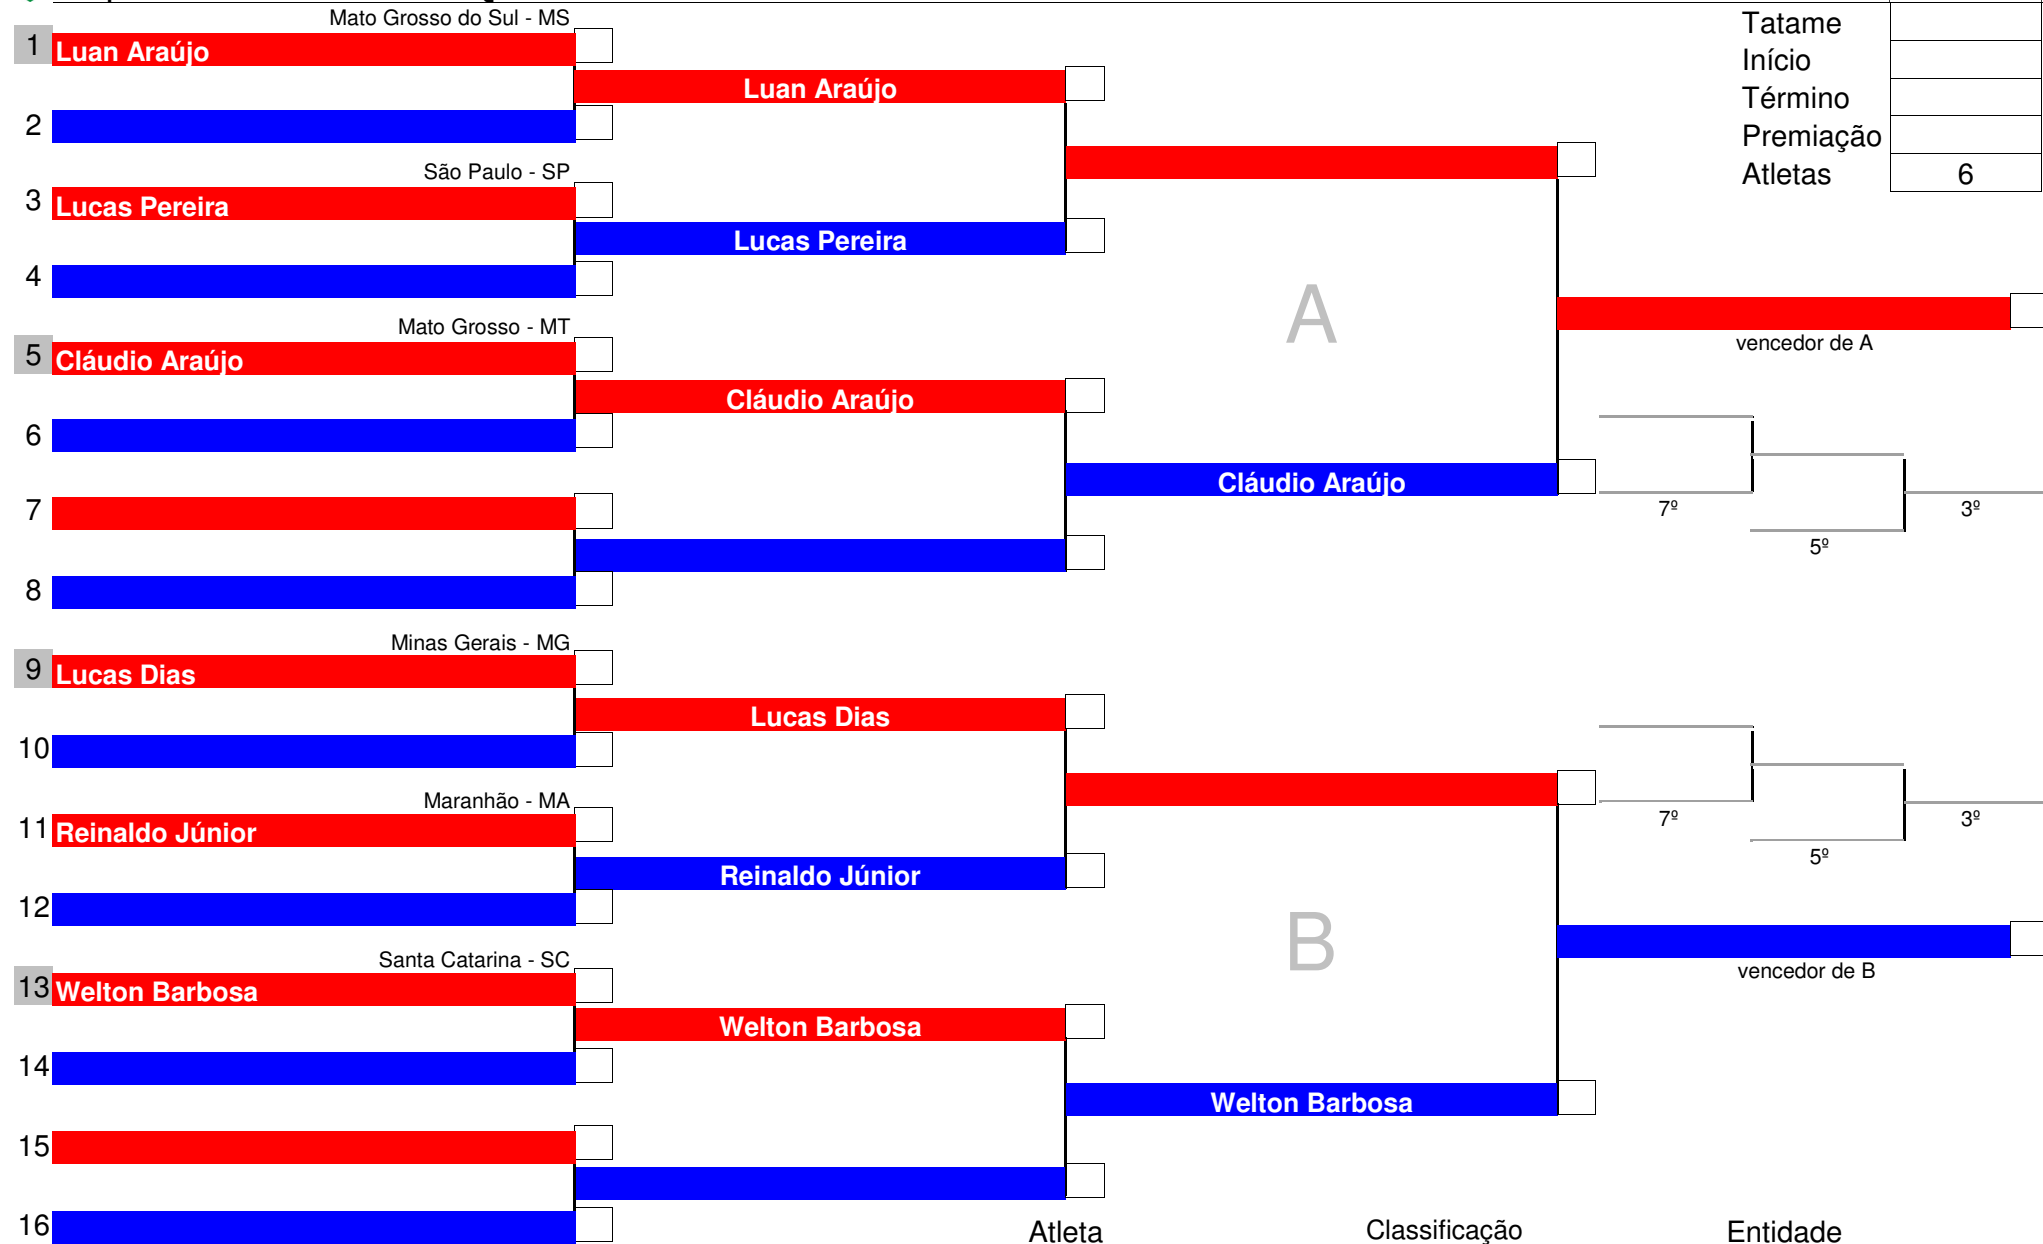 Mato Grosso do Sul - MS
Tatame
1 Luan Araújo
Início
Luan Araújo
Término
2
Premiação
São Paulo - SP
Atletas 6
3 Lucas Pereira
Lucas Pereira
4
A
Mato Grosso - MT
vencedor de A
5 Cláudio Araújo
Cláudio Araújo
6
Cláudio Araújo
7
7º 3º
5º
8
Minas Gerais - MG
9 Lucas Dias
Lucas Dias
10
Maranhão - MA
7º 3º
11 Reinaldo Júnior
5º
Reinaldo Júnior
12
B
Santa Catarina - SC
vencedor de B
13 Welton Barbosa
Welton Barbosa
14
Welton Barbosa
15
16
Atleta Classificação Entidade